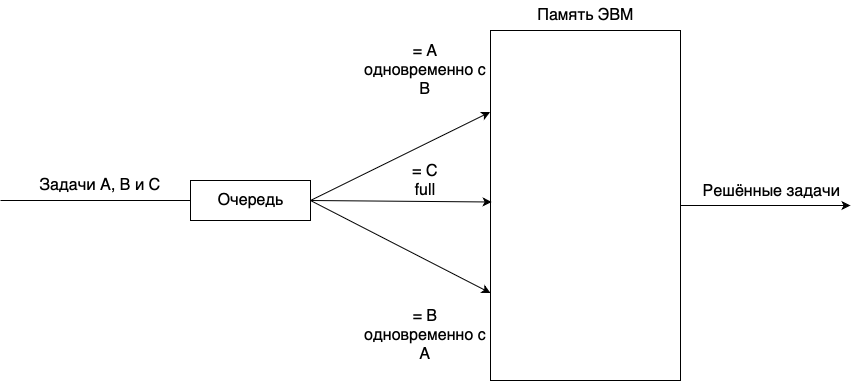 Память ЭВМ
= A
одновременно с
B
Задачи A, B и C
Очередь
= C
full
Решённые задачи
= B
одновременно с
A